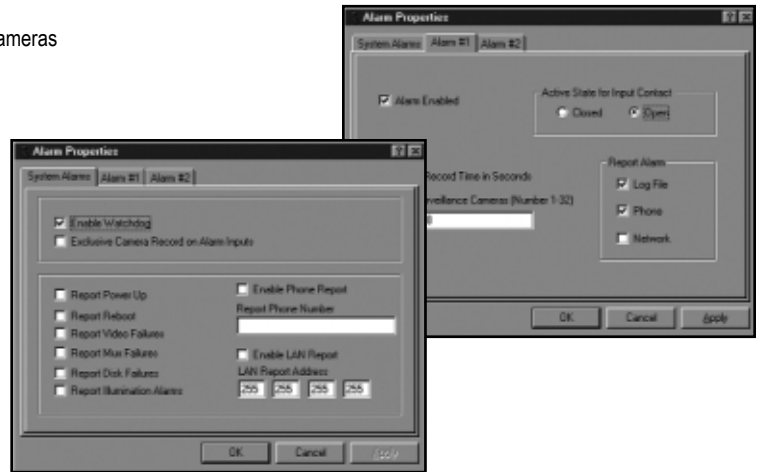 ameras
Alarm Properties
System Alarms Alarm #1 Alarm #2
Alarm Enabled
Active State for Input Contact
Closed Open
Record Time in Seconds
rveillance Cameras (Number 1-32)
Report Alarm
Log File
Phone
Network
OK Cancel Apply
Alarm Properties
System Alarms Alarm #1 Alarm #2
Enable Watchdog
Exclusive Camera Record on Alarm Inputs
Report Power Up
Report Reboot
Report Video Failures
Report Mux Failures
Report Disk Failures
Report Illumination Alarms
Enable Phone Report
Report Phone Number
Enable LAN Report
LAN Report Address
255 255 255 255
OK Cancel Apply